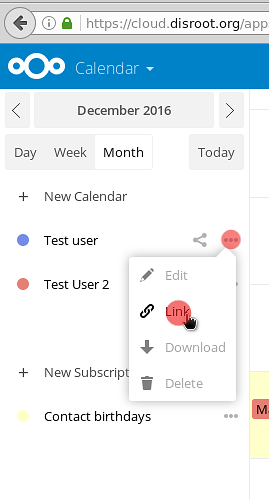 https://cloud.disroot.org/app
Calendar
December 2016
Day Week Month Today
+ New Calendar
Test user
Test User 2
Edit
Link
Download
Delete
+ New Subscript
Contact birthdays